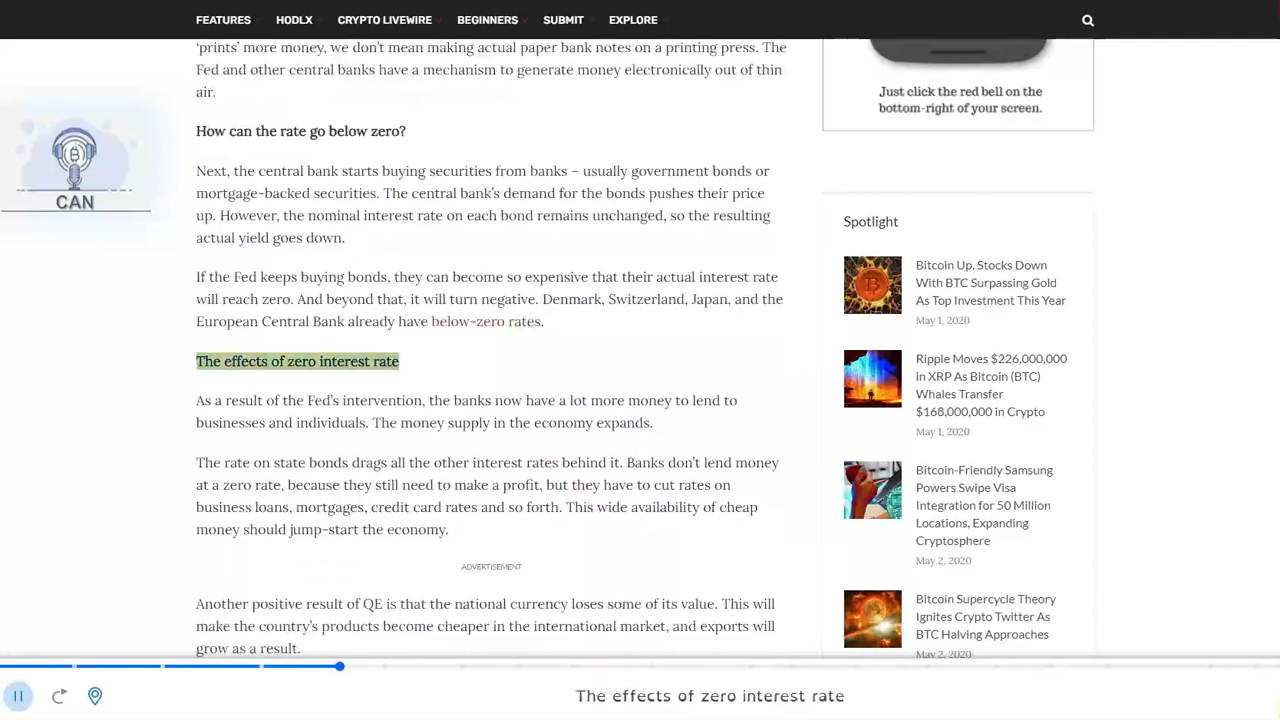 FEATURES HODLX CRYPTO LIVEWIRE BEGINNERS SUBMIT EXPLORE
'prints' more money, we don't mean making actual paper bank notes on a printing press. The
Fed and other central banks have a mechanism to generate money electronically out of thin
air.
How can the rate go below zero?
Next, the central bank starts buying securities from banks – usually government bonds or
mortgage-backed securities. The central bank's demand for the bonds pushes their price
up. However, the nominal interest rate on each bond remains unchanged, so the resulting
actual yield goes down.
If the Fed keeps buying bonds, they can become so expensive that their actual interest rate
will reach zero. And beyond that, it will turn negative. Denmark, Switzerland, Japan, and the
European Central Bank already have below-zero rates.
The effects of zero interest rate
As a result of the Fed's intervention, the banks now have a lot more money to lend to
businesses and individuals. The money supply in the economy expands.
The rate on state bonds drags all the other interest rates behind it. Banks don't lend money
at a zero rate, because they still need to make a profit, but they have to cut rates on
business loans, mortgages, credit card rates and so forth. This wide availability of cheap
money should jump-start the economy.
ADVERTISEMENT
Another positive result of QE is that the national currency loses some of its value. This will
make the country's products become cheaper in the international market, and exports will
grow as a result.
CAN
Just click the red bell on the
bottom-right of your screen.
Spotlight
Bitcoin Up, Stocks Down
With BTC Surpassing Gold
As Top Investment This Year
May 1, 2020
Ripple Moves $226,000,000
in XRP As Bitcoin (BTC)
Whales Transfer
$168,000,000 in Crypto
May 1, 2020
Bitcoin-Friendly Samsung
Powers Swipe Visa
Integration for 50 Million
Locations, Expanding
Cryptosphere
May 2, 2020
Bitcoin Supercycle Theory
Ignites Crypto Twitter As
BTC Halving Approaches
May 2, 2020
The effects of zero interest rate